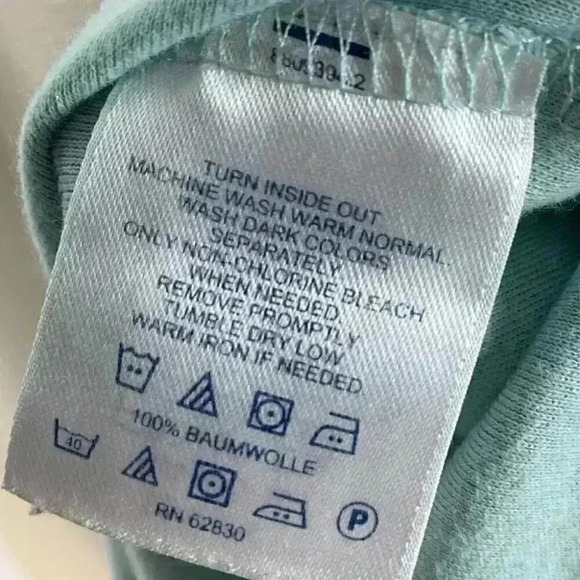 TURN INSIDE OUT
MACHINE WASH WARM NORMAL.
WASH DARK COLORS
SEPARATELY
ONLY NON-CHLORINE BLEACH
WHEN NEEDED
REMOVE PROMPTLY
TUMBLE DRY LOW
WARM IRON IF NEEDED
100% BAUMWOLLE
40
P
RN 62830